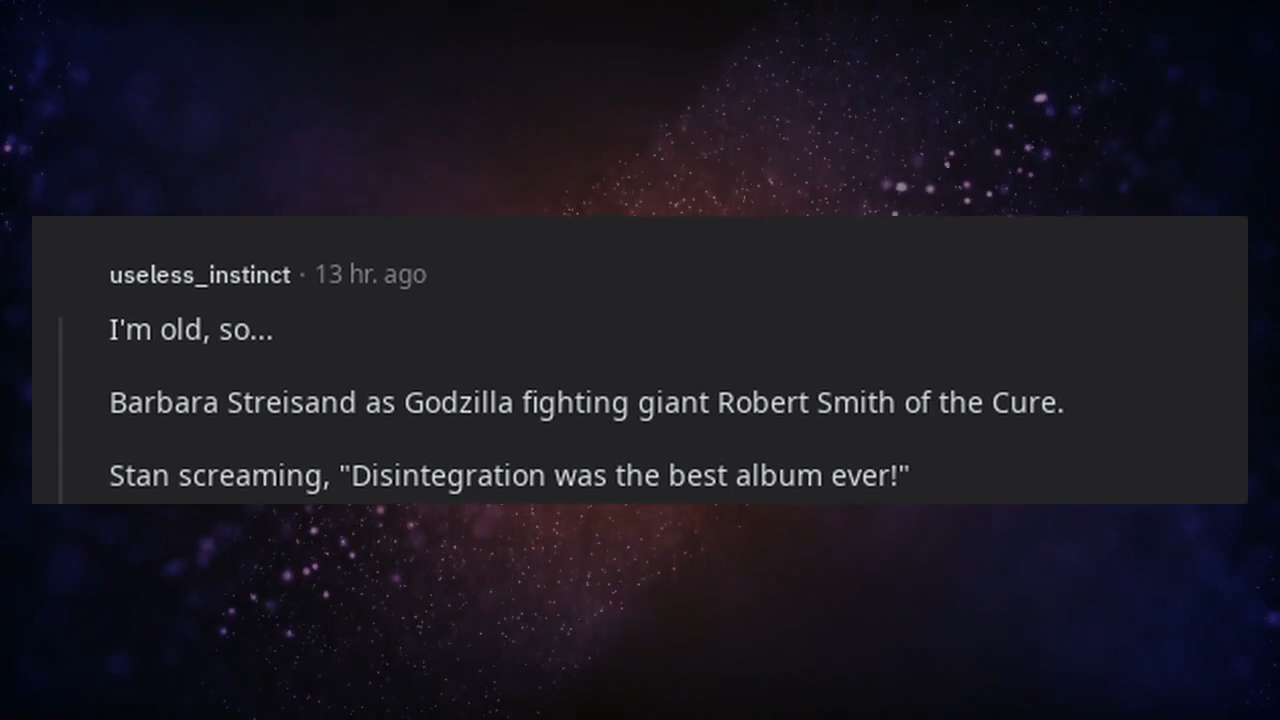 useless_instinct · 13 hr. ago
I'm old, so...
Barbara Streisand as Godzilla fighting giant Robert Smith of the Cure.
Stan screaming, "Disintegration was the best album ever!"